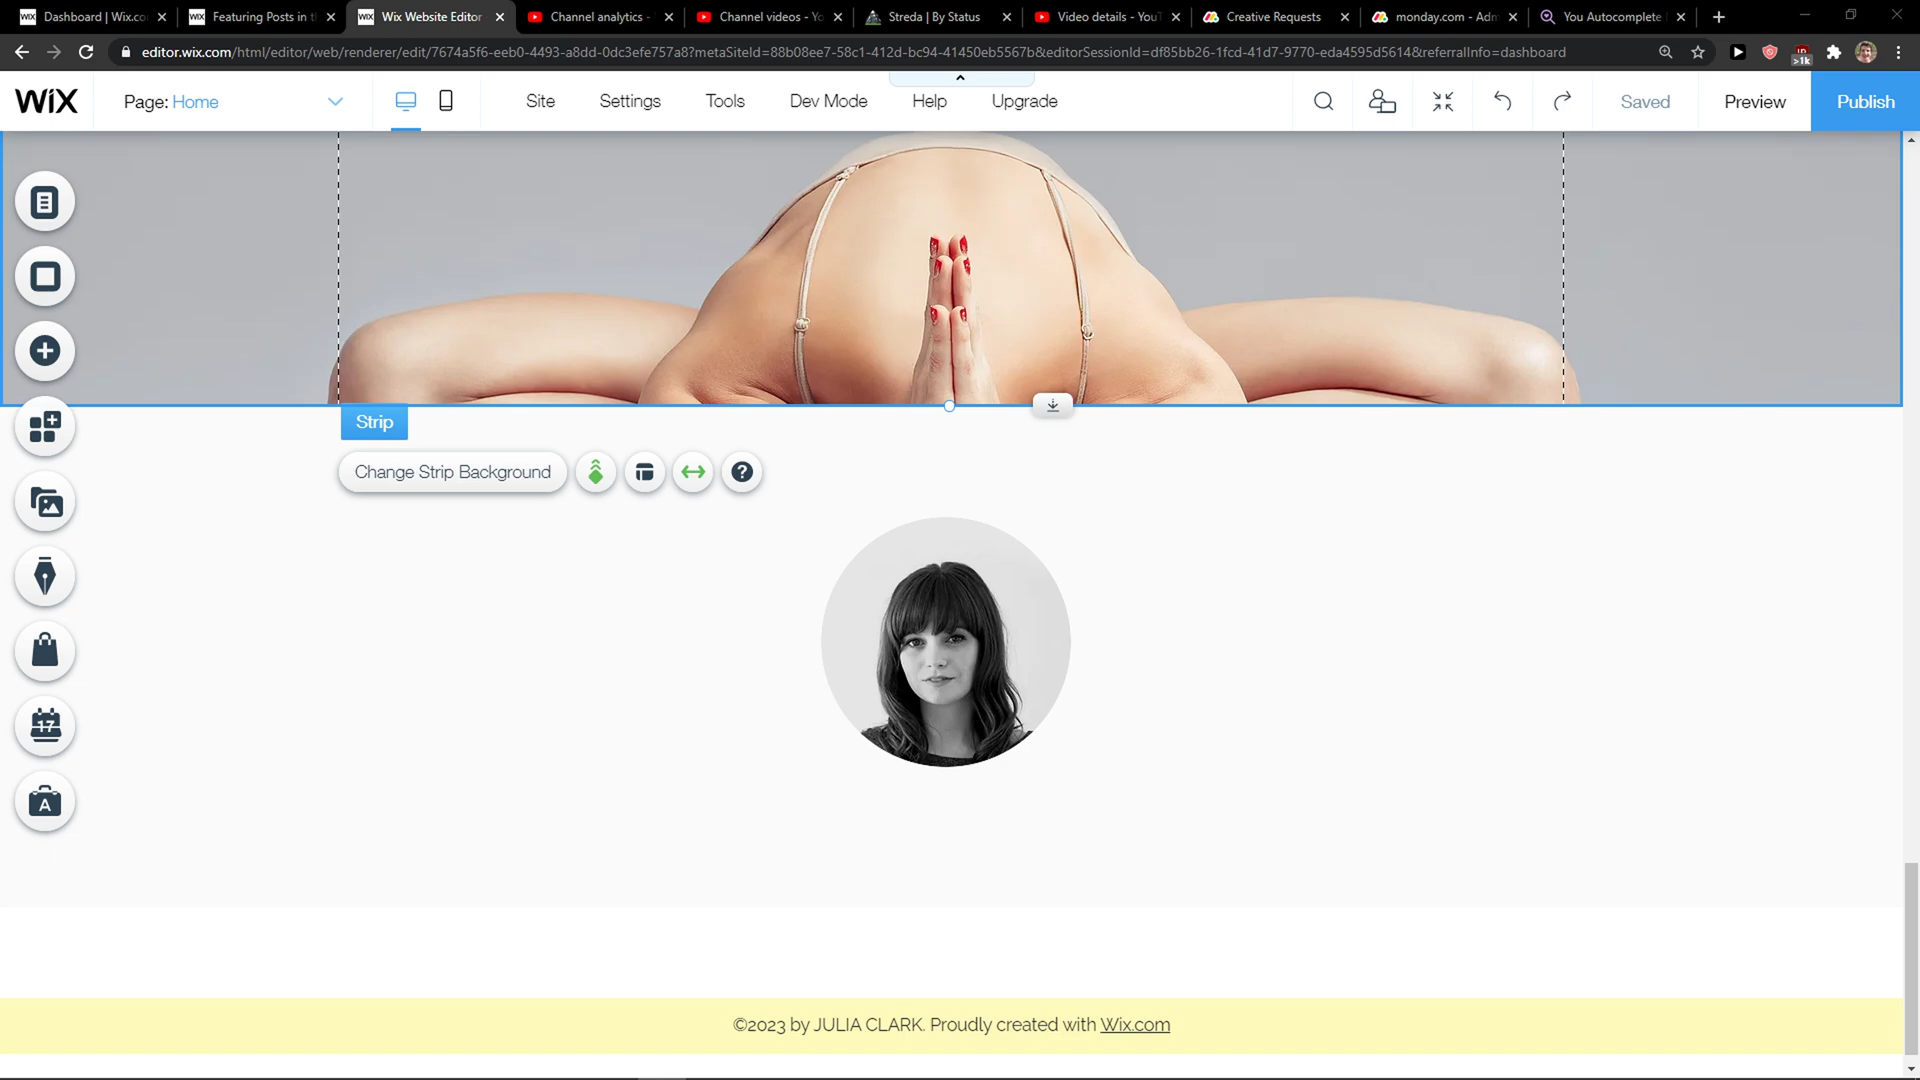 Dashboard | Wix.co
Featuring Posts in t
Wix Website Editor
Channel analytics -
Channel videos - Yo
Streda | By Status
Video details - YouT
Creative Requests
monday.com - Adm
You Autocomplete
editor.wix.com/html/editor/web/renderer/edit/7674a5f6-eeb0-4493-a8dd-0dc3efe757a8?metaSiteId=88b08ee7-58c1-412d-bc94-41450eb5567b&editorSessionId=df85bb26-1fcd-41d7-9770-eda4595d5614&referralInfo=dashboard
>1k
WiX
Page: Home
Site
Settings
Tools
Dev Mode
Help
Upgrade
Saved
Preview
Publish
Strip
Change Strip Background
?
17
A
©2023 by JULIA CLARK. Proudly created with Wix.com